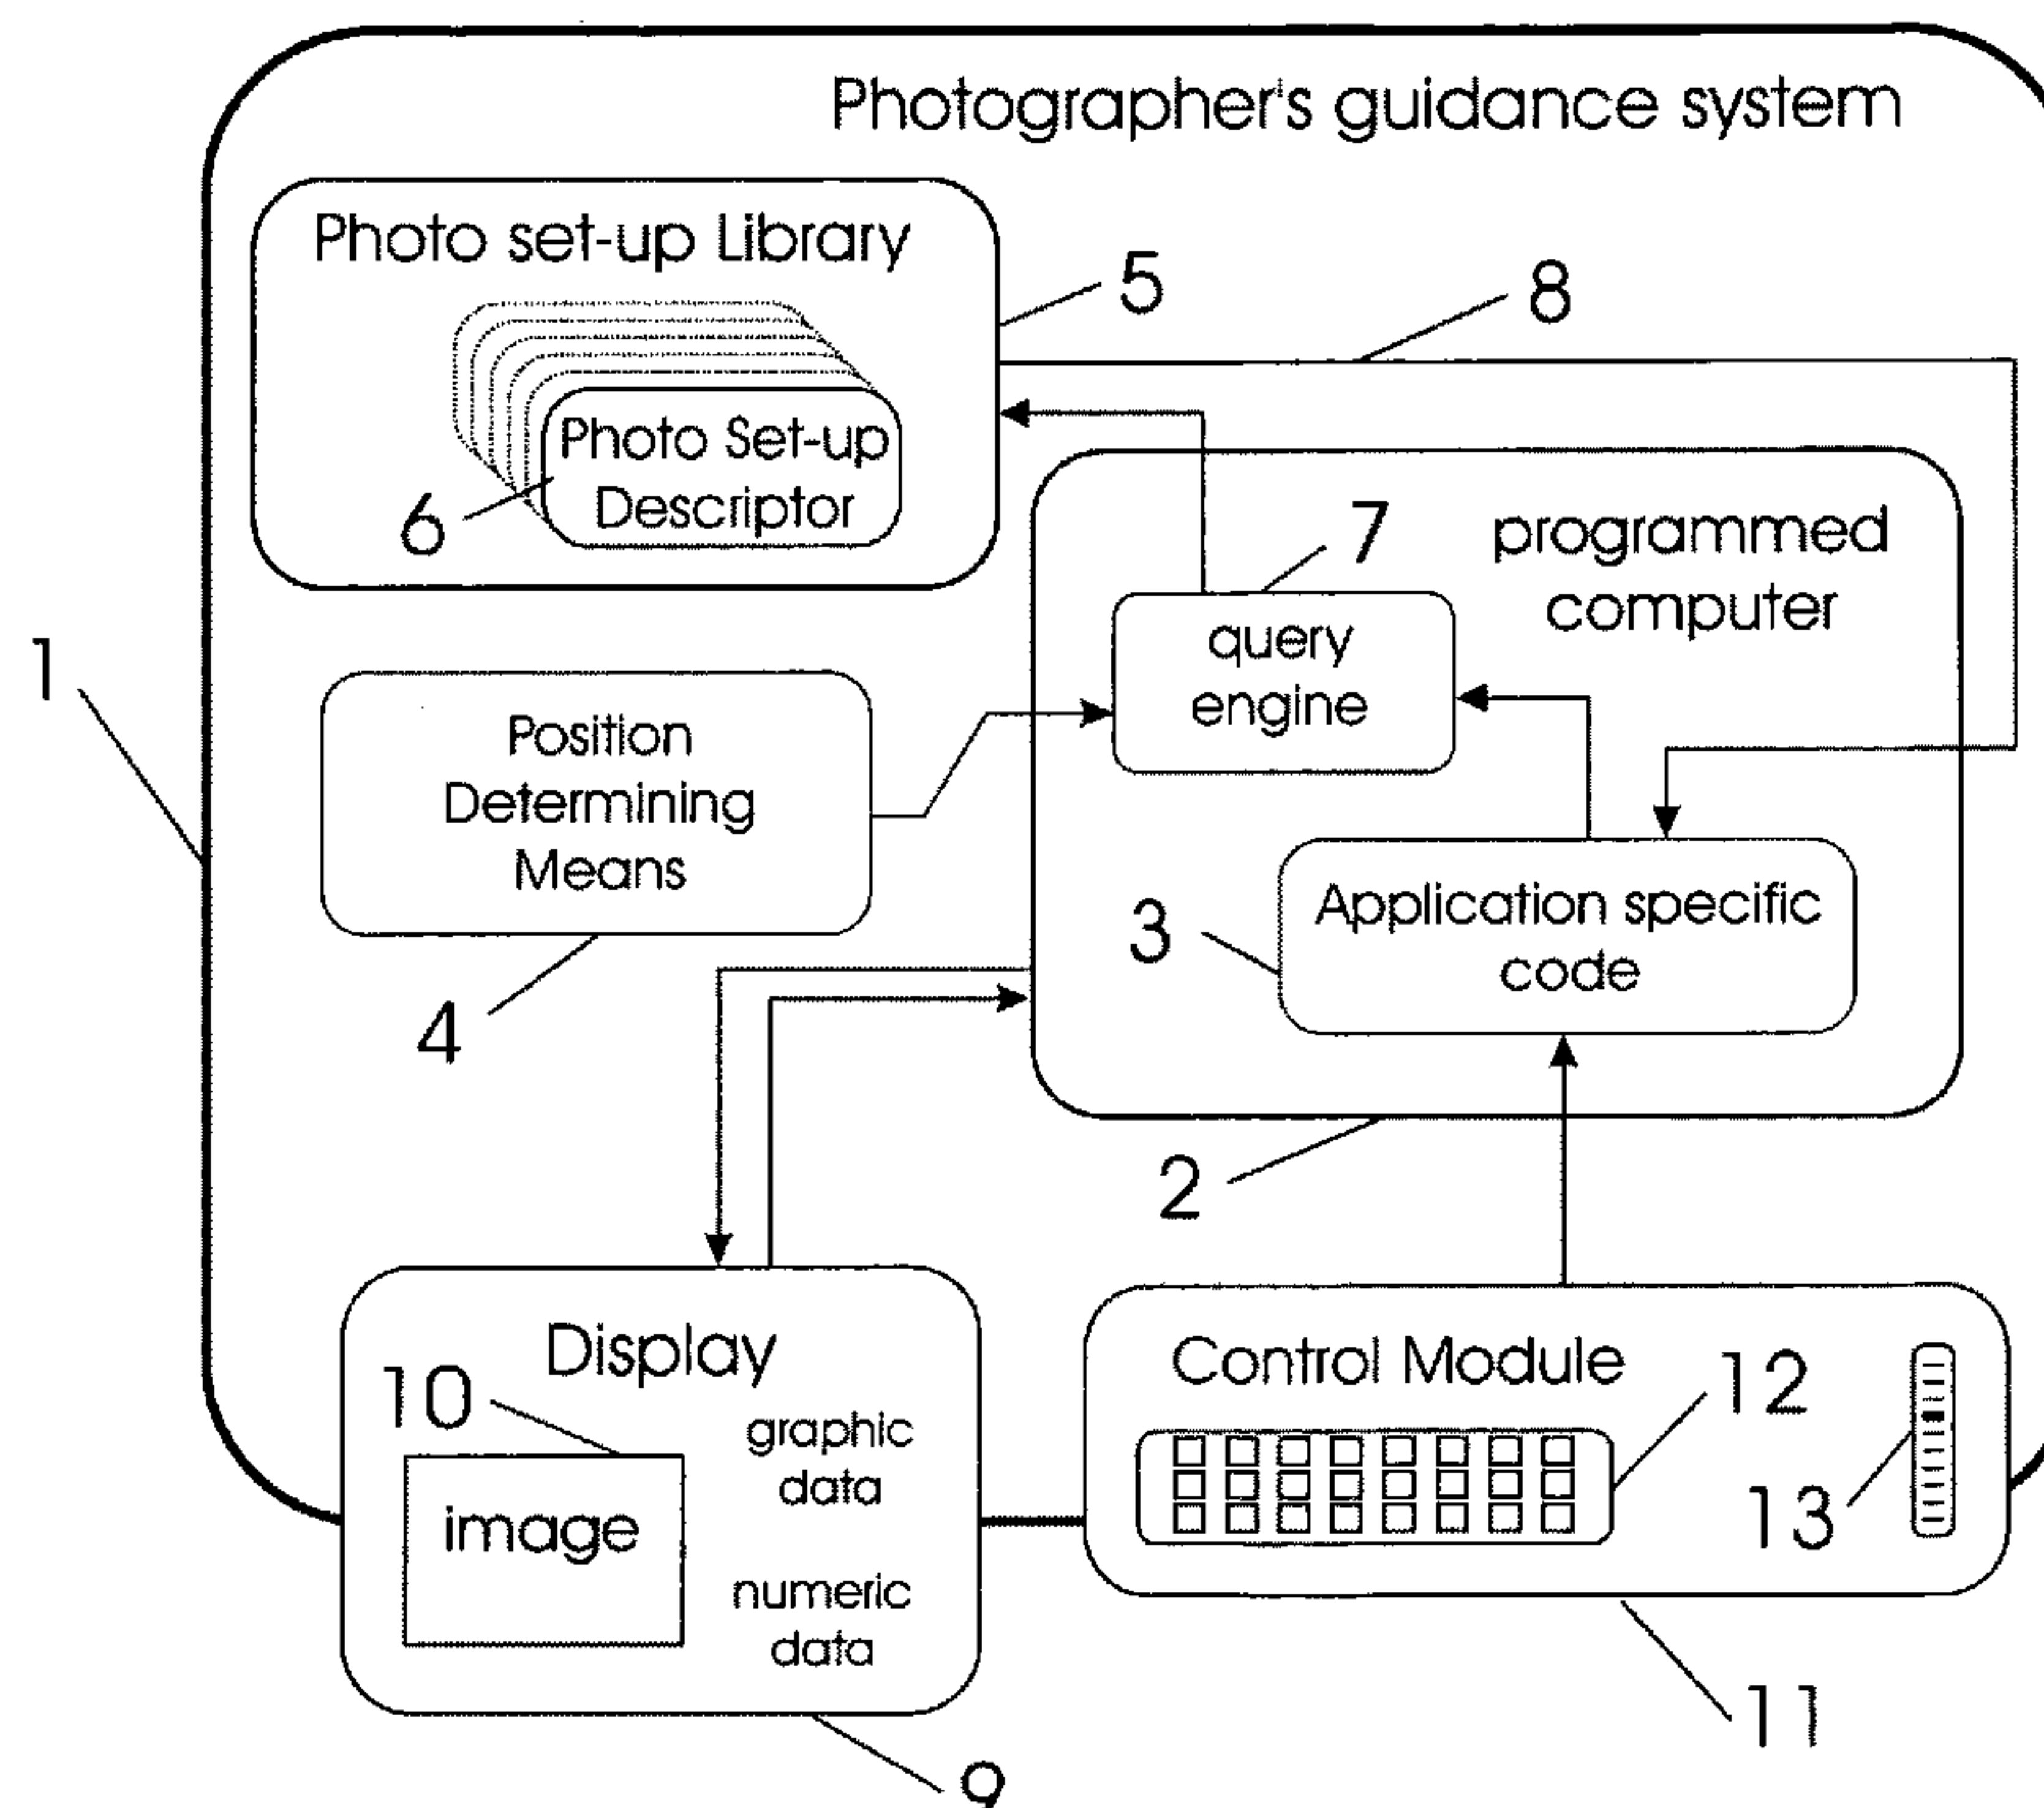 Photographer's guidance system
Photo set-up Library
5
8
Photo Set-up
Descriptor
6
7
programmed
computer
query
engine
1
Position
Determining
Means
3
Application specific
code
4
2
Display
Control Module
10
12
graphic
data
image
13
numeric
data
11
9